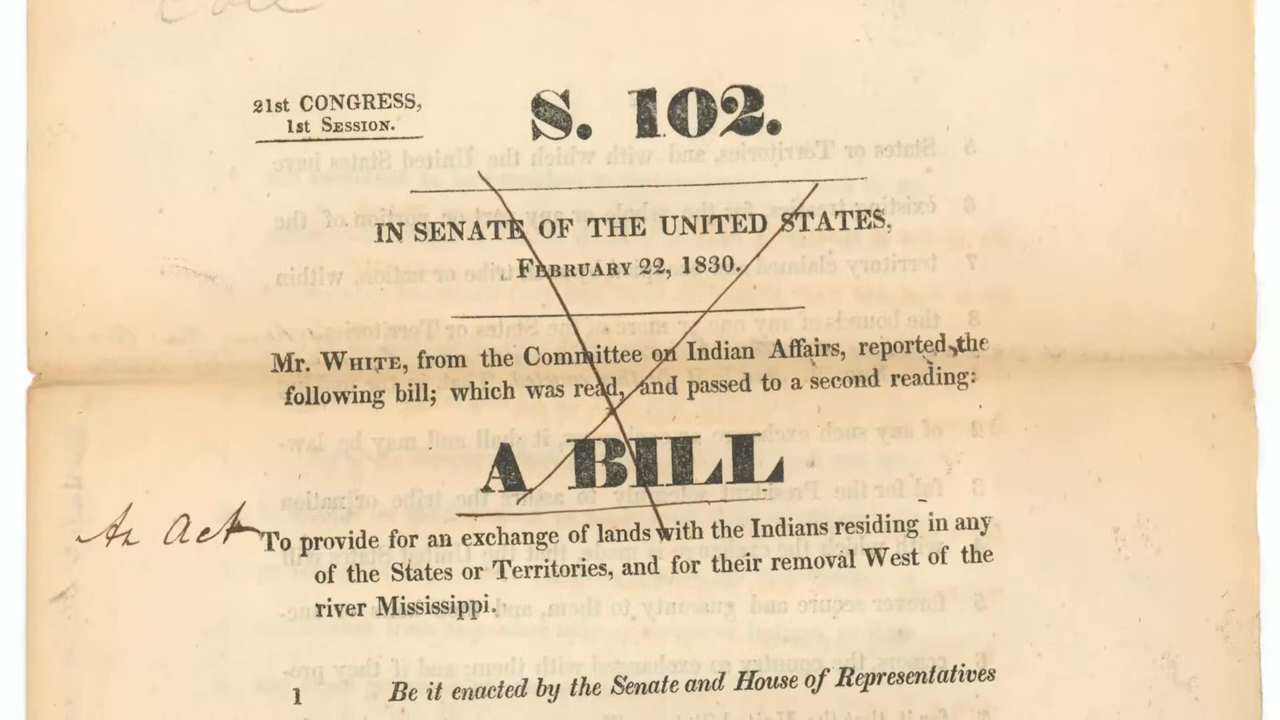 21st CONGRESS,
1st SESSION.
S. 102.
IN SENATE OF THE UNITED STATES,
FEBRUARY 22, 1830.
Mr. WHITE, from the Committee on Indian Affairs, reported the
following bill; which was read, and passed to a second reading:
A BILL
An Act
To provide for an exchange of lands with the Indians residing in any
of the States or Territories, and for their removal West of the
river Mississippi.
1 Be it enacted by the Senate and House of Representatives